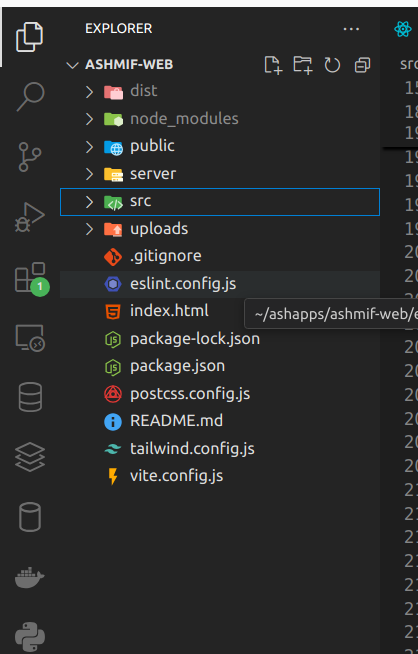 EXPLORER
...
ASHMIF-WEB
dist
node_modules
public
server
src
uploads
.gitignore
eslint.config.js
index.html
~/ashapps/ashmif-web/e
package-lock.json
package.json
postcss.config.js
README.md
tailwind.config.js
vite.config.js
1